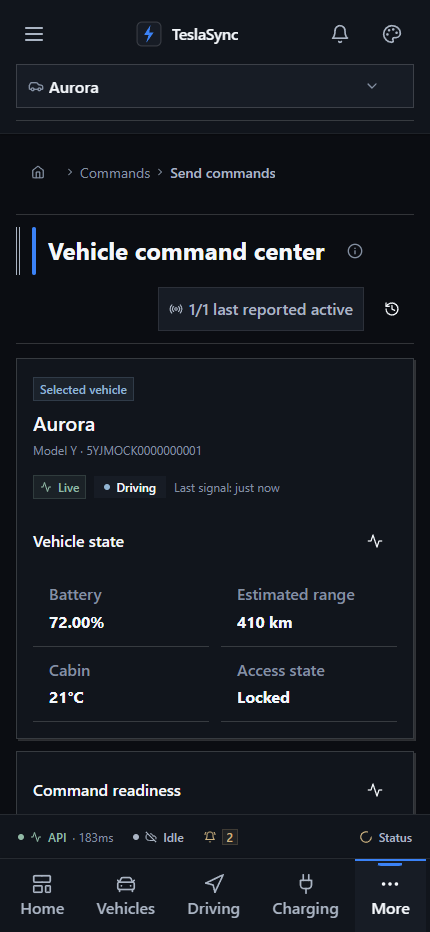 TeslaSync
Aurora
Commands > Send commands
Vehicle command center
1/1 last reported active
Selected vehicle
Aurora
Model Y · 5YJMOCK0000000001
Live
Driving
Last signal: just now
Vehicle state
Battery
Estimated range
72.00%
410 km
Cabin
Access state
21°C
Locked
Command readiness
API · 183ms
Idle
2
Status
Home
Vehicles
Driving
Charging
More